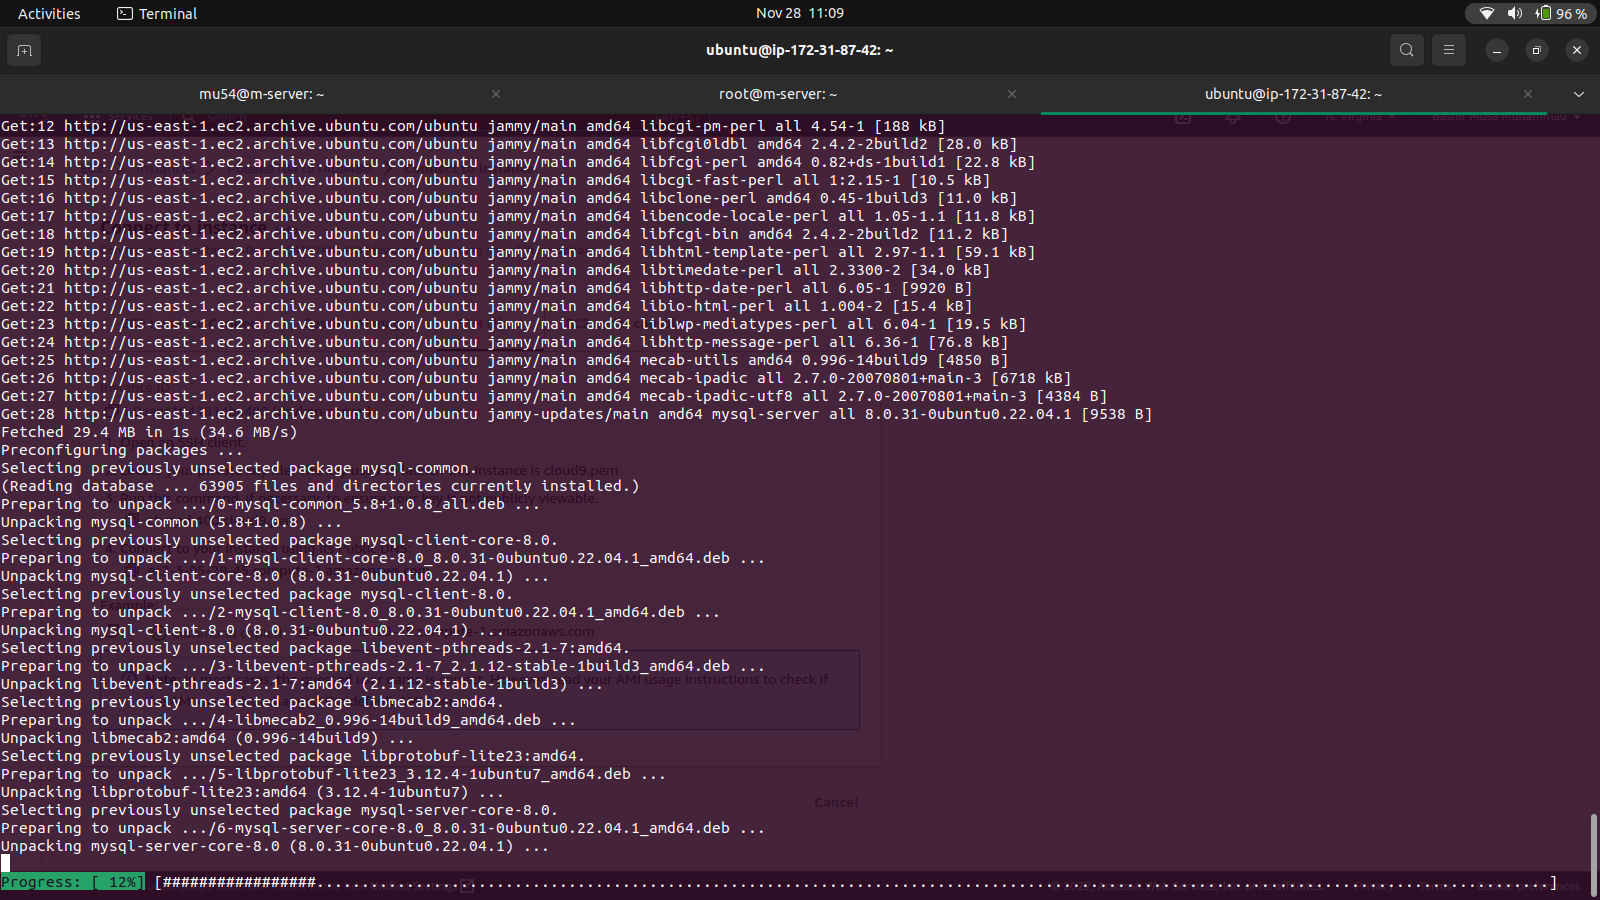 Activities Terminal Nov 28 11:09 96 %
ubuntu@ip-172-31-87-42: ~
mu54@m-server: ~ root@m-server: ~ ubuntu@ip-172-31-87-42: ~
Get:12 http://us-east-1.ec2.archive.ubuntu.com/ubuntu jammy/main amd64 libcgi-pm-perl all 4.54-1 [188 kB]
Get:13 http://us-east-1.ec2.archive.ubuntu.com/ubuntu jammy/main amd64 libfcgi0ldbl amd64 2.4.2-2build2 [28.0 kB]
Get:14 http://us-east-1.ec2.archive.ubuntu.com/ubuntu jammy/main amd64 libfcgi-perl amd64 0.82+ds-1build1 [22.8 kB]
Get:15 http://us-east-1.ec2.archive.ubuntu.com/ubuntu jammy/main amd64 libcgi-fast-perl all 1:2.15-1 [10.5 kB]
Get:16 http://us-east-1.ec2.archive.ubuntu.com/ubuntu jammy/main amd64 libclone-perl amd64 0.45-1build3 [11.0 kB]
Get:17 http://us-east-1.ec2.archive.ubuntu.com/ubuntu jammy/main amd64 libencode-locale-perl all 1.05-1.1 [11.8 kB]
Get:18 http://us-east-1.ec2.archive.ubuntu.com/ubuntu jammy/main amd64 libfcgi-bin amd64 2.4.2-2build2 [11.2 kB]
Get:19 http://us-east-1.ec2.archive.ubuntu.com/ubuntu jammy/main amd64 libhtml-template-perl all 2.97-1.1 [59.1 kB]
Get:20 http://us-east-1.ec2.archive.ubuntu.com/ubuntu jammy/main amd64 libtimedate-perl all 2.3300-2 [34.0 kB]
Get:21 http://us-east-1.ec2.archive.ubuntu.com/ubuntu jammy/main amd64 libhttp-date-perl all 6.05-1 [9920 B]
Get:22 http://us-east-1.ec2.archive.ubuntu.com/ubuntu jammy/main amd64 libio-html-perl all 1.004-2 [15.4 kB]
Get:23 http://us-east-1.ec2.archive.ubuntu.com/ubuntu jammy/main amd64 liblwp-mediatypes-perl all 6.04-1 [19.5 kB]
Get:24 http://us-east-1.ec2.archive.ubuntu.com/ubuntu jammy/main amd64 libhttp-message-perl all 6.36-1 [76.8 kB]
Get:25 http://us-east-1.ec2.archive.ubuntu.com/ubuntu jammy/main amd64 mecab-utils amd64 0.996-14build9 [4850 B]
Get:26 http://us-east-1.ec2.archive.ubuntu.com/ubuntu jammy/main amd64 mecab-ipadic all 2.7.0-20070801+main-3 [6718 kB]
Get:27 http://us-east-1.ec2.archive.ubuntu.com/ubuntu jammy/main amd64 mecab-ipadic-utf8 all 2.7.0-20070801+main-3 [4384 B]
Get:28 http://us-east-1.ec2.archive.ubuntu.com/ubuntu jammy-updates/main amd64 mysql-server all 8.0.31-0ubuntu0.22.04.1 [9538 B]
Fetched 29.4 MB in 1s (34.6 MB/s)
Preconfiguring packages ...
Selecting previously unselected package mysql-common.
(Reading database ... 63905 files and directories currently installed.)
Preparing to unpack .../0-mysql-common_5.8+1.0.8_all.deb ...
Unpacking mysql-common (5.8+1.0.8) ...
Selecting previously unselected package mysql-client-core-8.0.
Preparing to unpack .../1-mysql-client-core-8.0_8.0.31-0ubuntu0.22.04.1_amd64.deb ...
Unpacking mysql-client-core-8.0 (8.0.31-0ubuntu0.22.04.1) ...
Selecting previously unselected package mysql-client-8.0.
Preparing to unpack .../2-mysql-client-8.0_8.0.31-0ubuntu0.22.04.1_amd64.deb ...
Unpacking mysql-client-8.0 (8.0.31-0ubuntu0.22.04.1) ...
Selecting previously unselected package libevent-pthreads-2.1-7:amd64.
Preparing to unpack .../3-libevent-pthreads-2.1-7_2.1.12-stable-1build3_amd64.deb ...
Unpacking libevent-pthreads-2.1-7:amd64 (2.1.12-stable-1build3) ...
Selecting previously unselected package libmecab2:amd64.
Preparing to unpack .../4-libmecab2_0.996-14build9_amd64.deb ...
Unpacking libmecab2:amd64 (0.996-14build9) ...
Selecting previously unselected package libprotobuf-lite23:amd64.
Preparing to unpack .../5-libprotobuf-lite23_3.12.4-1ubuntu7_amd64.deb ...
Unpacking libprotobuf-lite23:amd64 (3.12.4-1ubuntu7) ...
Selecting previously unselected package mysql-server-core-8.0.
Preparing to unpack .../6-mysql-server-core-8.0_8.0.31-0ubuntu0.22.04.1_amd64.deb ...
Unpacking mysql-server-core-8.0 (8.0.31-0ubuntu0.22.04.1) ...
Cancel
Progress: [ 12%] [#################.........................................................................................................................................]